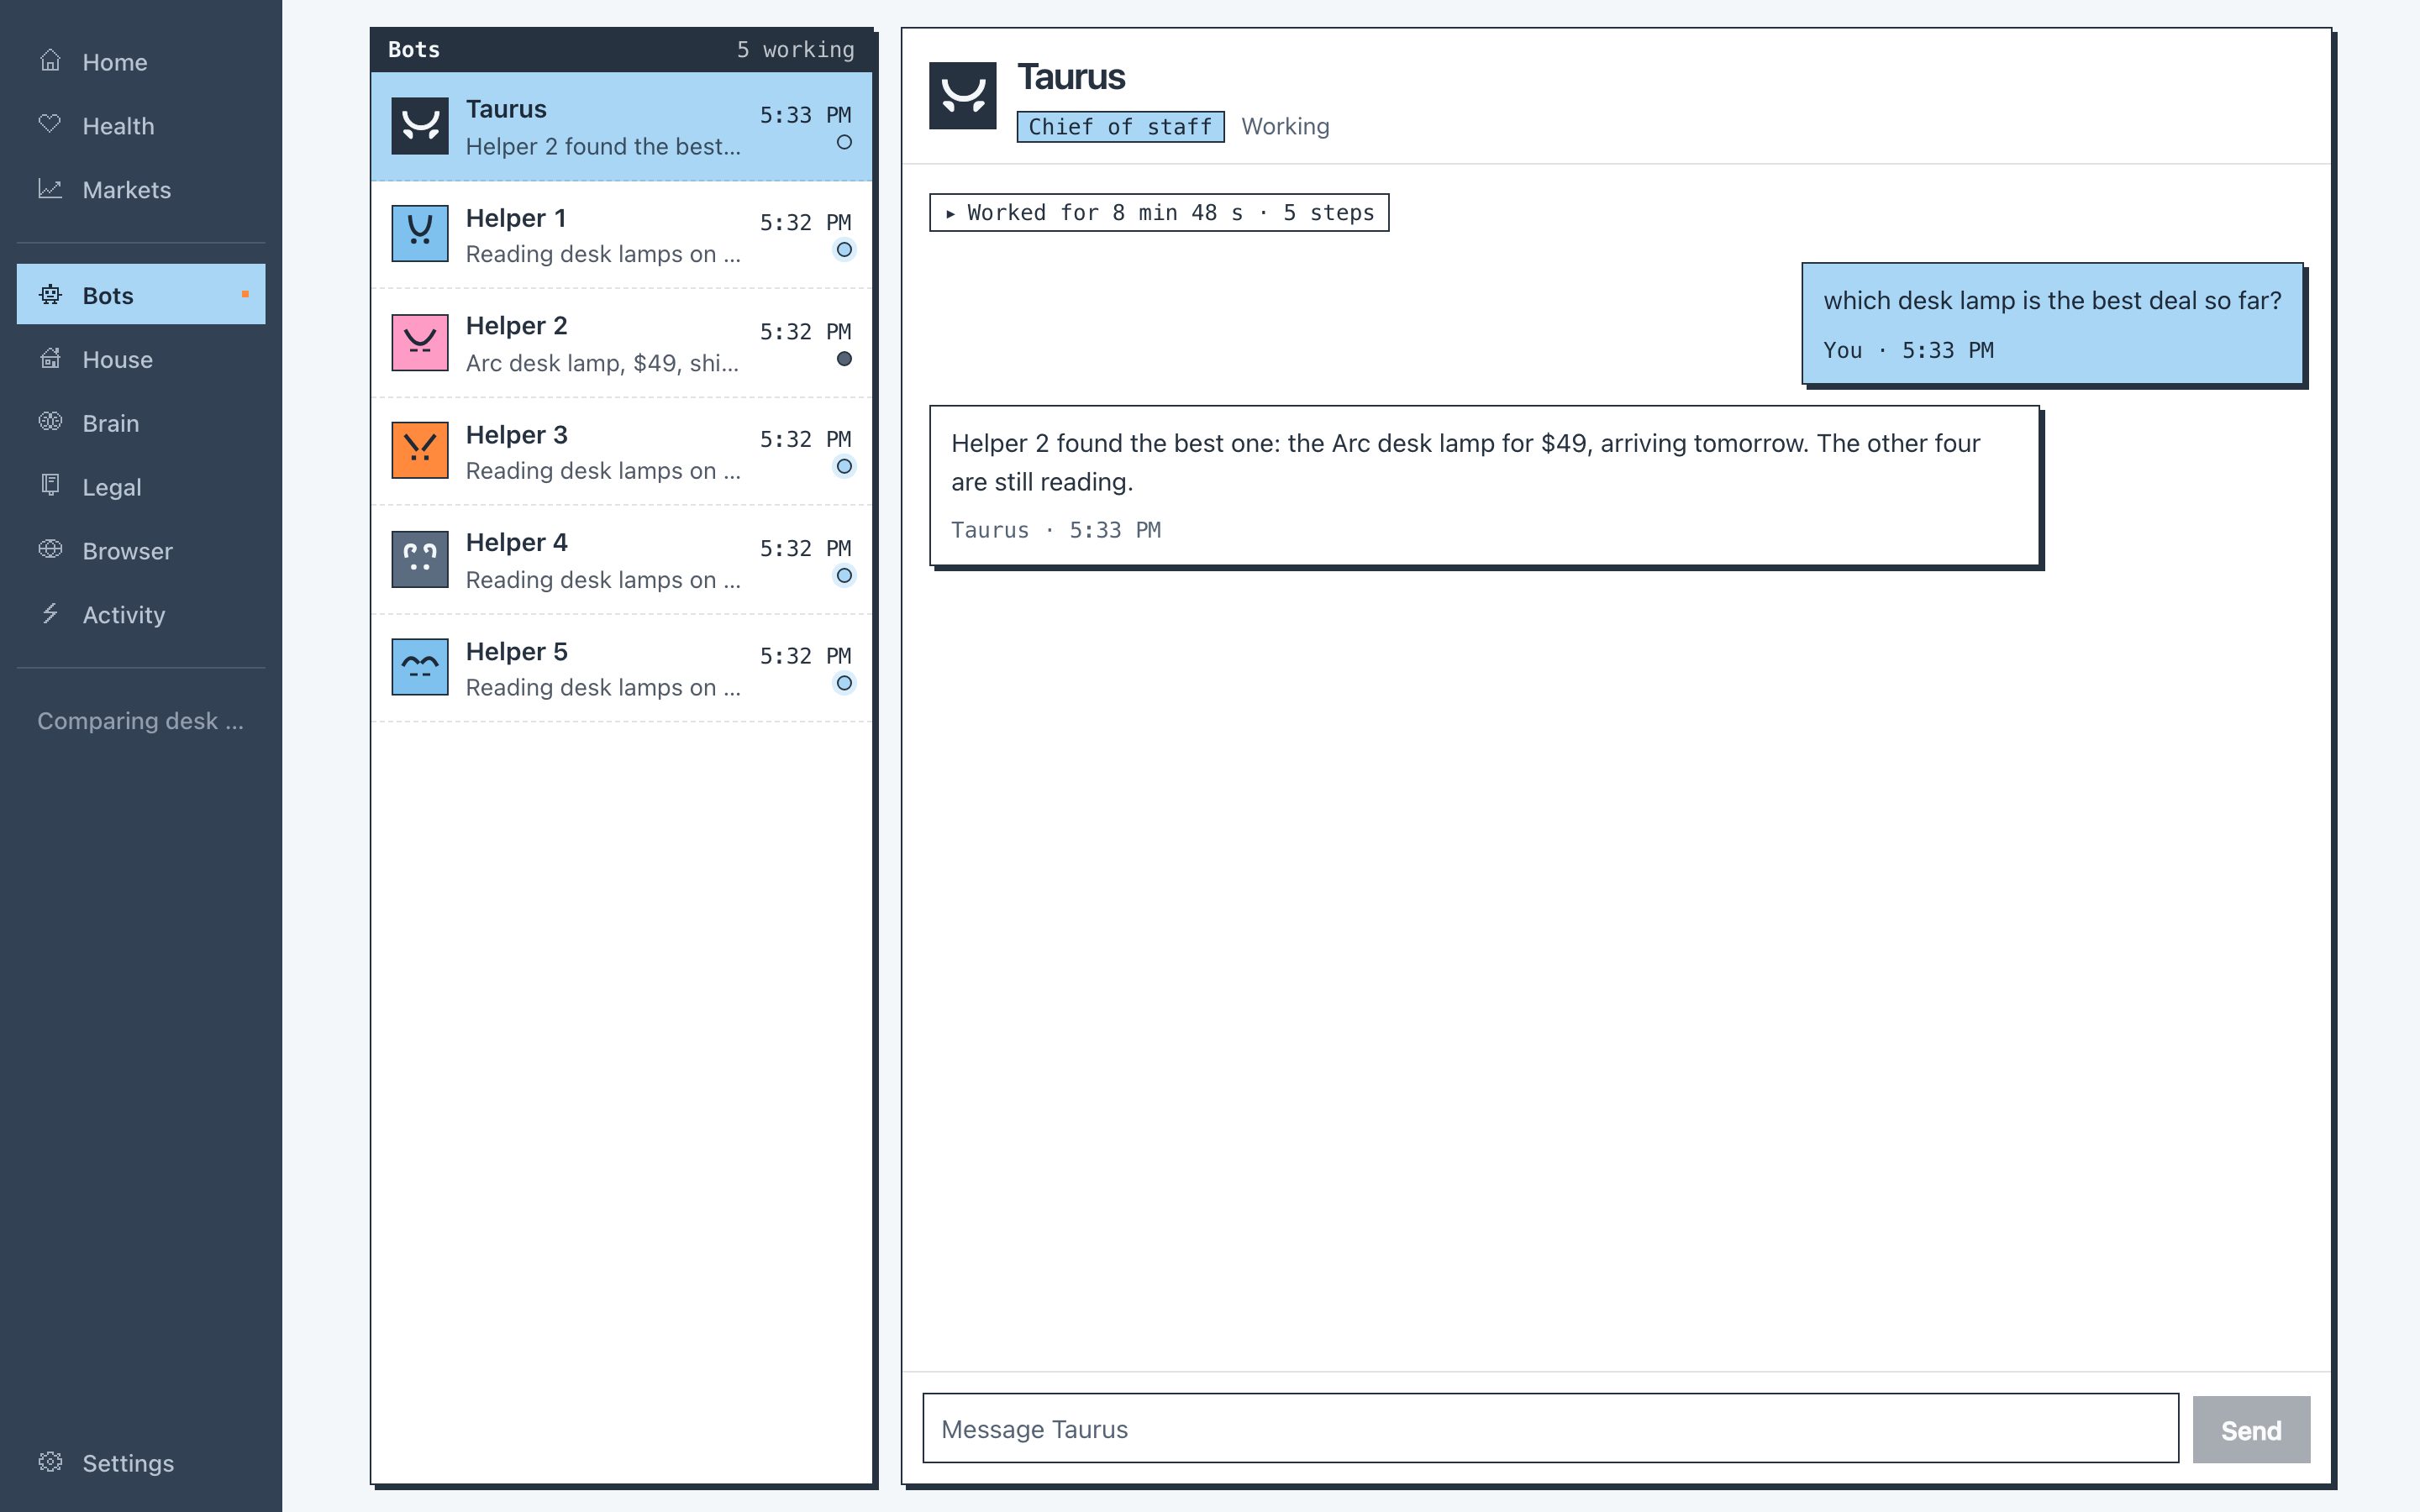 Home
Health
Markets
Bots
House
Brain
Legal
Browser
Activity
Comparing desk ...
Settings
Bots 5 working
Taurus 5:33 PM
Helper 2 found the best...
Helper 1 5:32 PM
Reading desk lamps on ...
Helper 2 5:32 PM
Arc desk lamp, $49, shi...
Helper 3 5:32 PM
Reading desk lamps on ...
Helper 4 5:32 PM
Reading desk lamps on ...
Helper 5 5:32 PM
Reading desk lamps on ...
Taurus
Chief of staff Working
▸ Worked for 8 min 48 s · 5 steps
which desk lamp is the best deal so far?
You · 5:33 PM
Helper 2 found the best one: the Arc desk lamp for $49, arriving tomorrow. The other four
are still reading.
Taurus · 5:33 PM
Message Taurus
Send